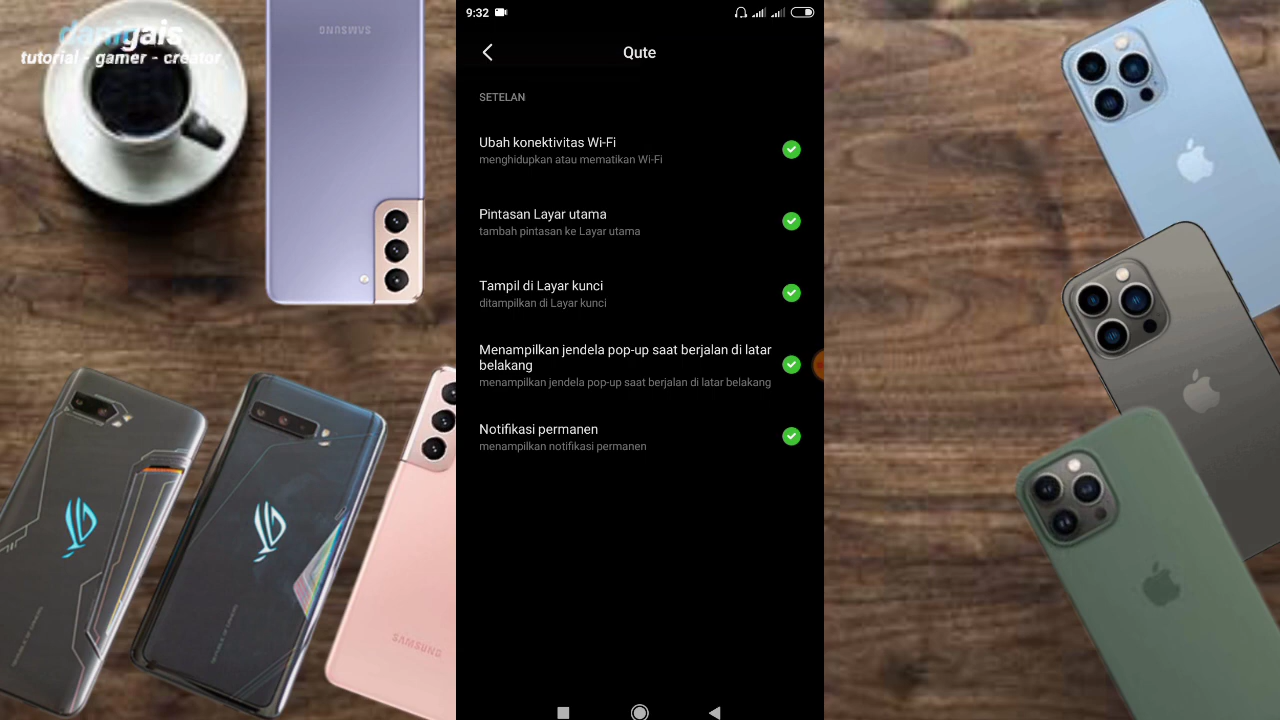 danigais
tutorial - gamer - creator
SAMSUNG
9:32
Qute
SETELAN
Ubah konektivitas Wi-Fi
menghidupkan atau mematikan Wi-Fi
Pintasan Layar utama
tambah pintasan ke Layar utama
Tampil di Layar kunci
ditampilkan di Layar kunci
Menampilkan jendela pop-up saat berjalan di latar
belakang
menampilkan jendela pop-up saat berjalan di latar belakang
Notifikasi permanen
menampilkan notifikasi permanen
SAMSUNG